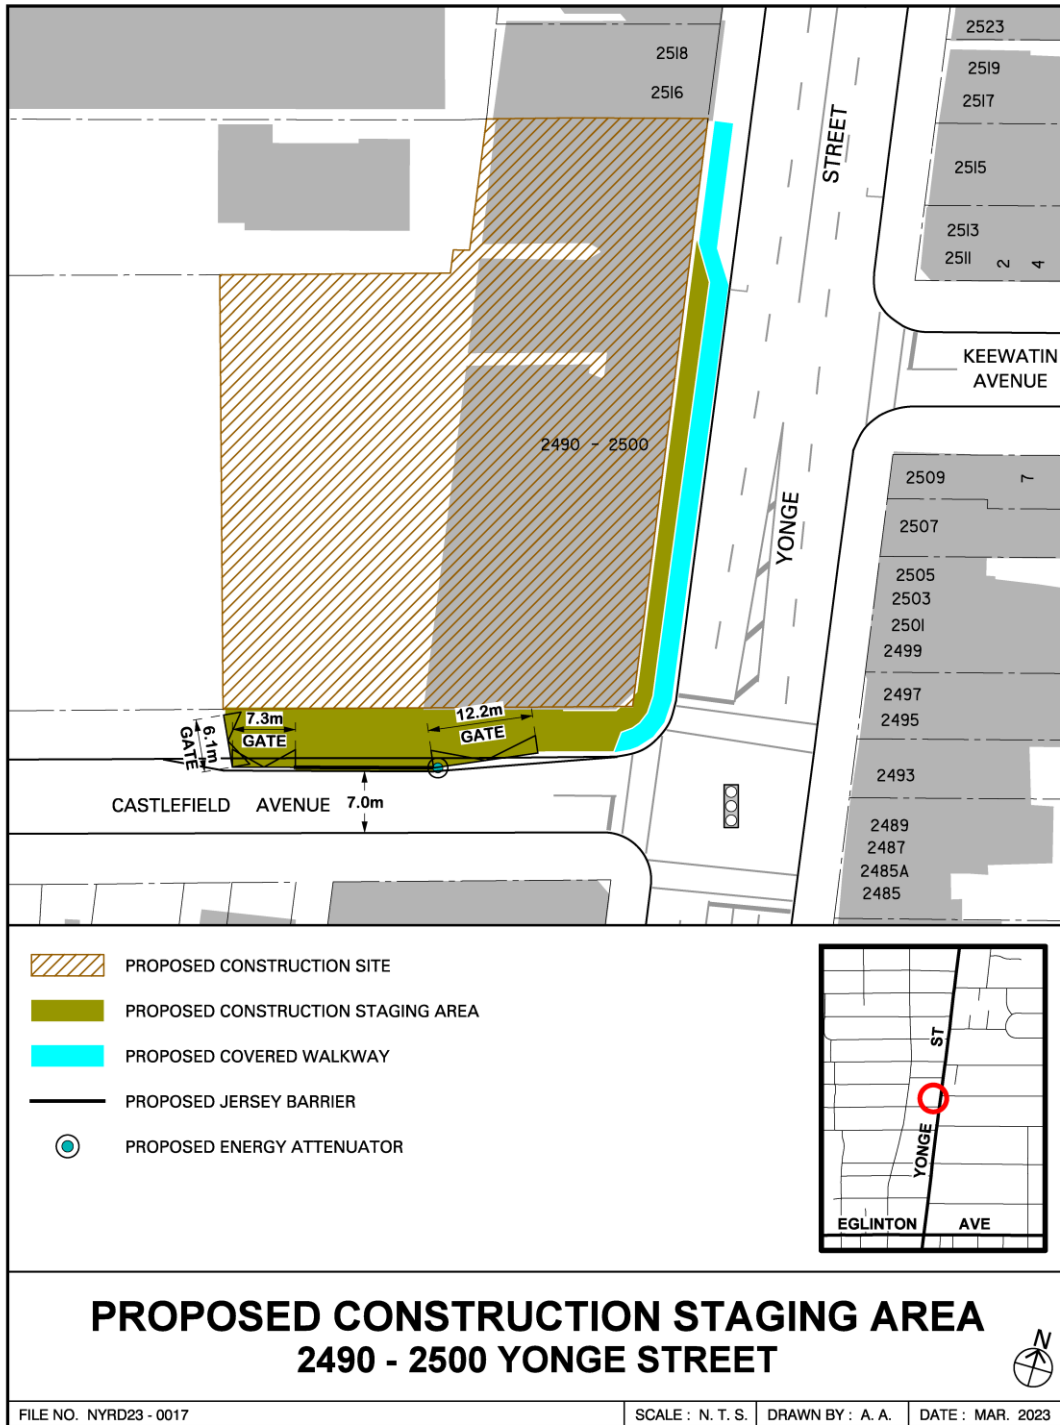 2518
2516
2523
2519
2517
2515
2513
2511
2
4
STREET
KEEWATIN
AVENUE
2490 - 2500
YONGE
2509
7
2507
2505
2503
2501
2499
2497
2495
2493
2489
2487
2485A
2485
7.3m
GATE
12.2m
GATE
6.1m
GATE
CASTLEFIELD AVENUE
7.0m
PROPOSED CONSTRUCTION SITE
PROPOSED CONSTRUCTION STAGING AREA
PROPOSED COVERED WALKWAY
PROPOSED JERSEY BARRIER
PROPOSED ENERGY ATTENUATOR
ST
YONGE
EGLINTON AVE
PROPOSED CONSTRUCTION STAGING AREA
2490 - 2500 YONGE STREET
N
FILE NO. NYRD23 - 0017
SCALE : N. T. S.
DRAWN BY : A. A.
DATE : MAR. 2023